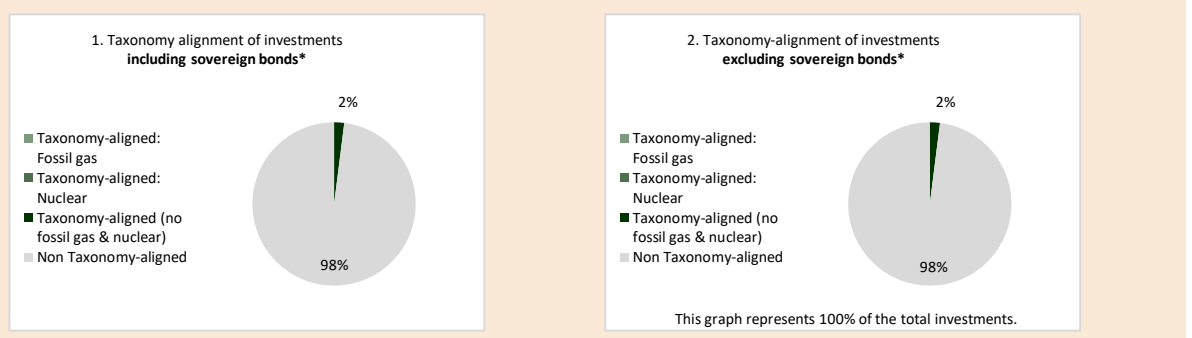 1. Taxonomy alignment of investments
including sovereign bonds*
2%
Taxonomy-aligned:
Fossil gas
Taxonomy-aligned:
Nuclear
Taxonomy-aligned (no
fossil gas & nuclear)
Non Taxonomy-aligned
98%
2. Taxonomy-alignment of investments
excluding sovereign bonds*
2%
Taxonomy-aligned:
Fossil gas
Taxonomy-aligned:
Nuclear
Taxonomy-aligned (no
fossil gas & nuclear)
Non Taxonomy-aligned
98%
This graph represents 100% of the total investments.